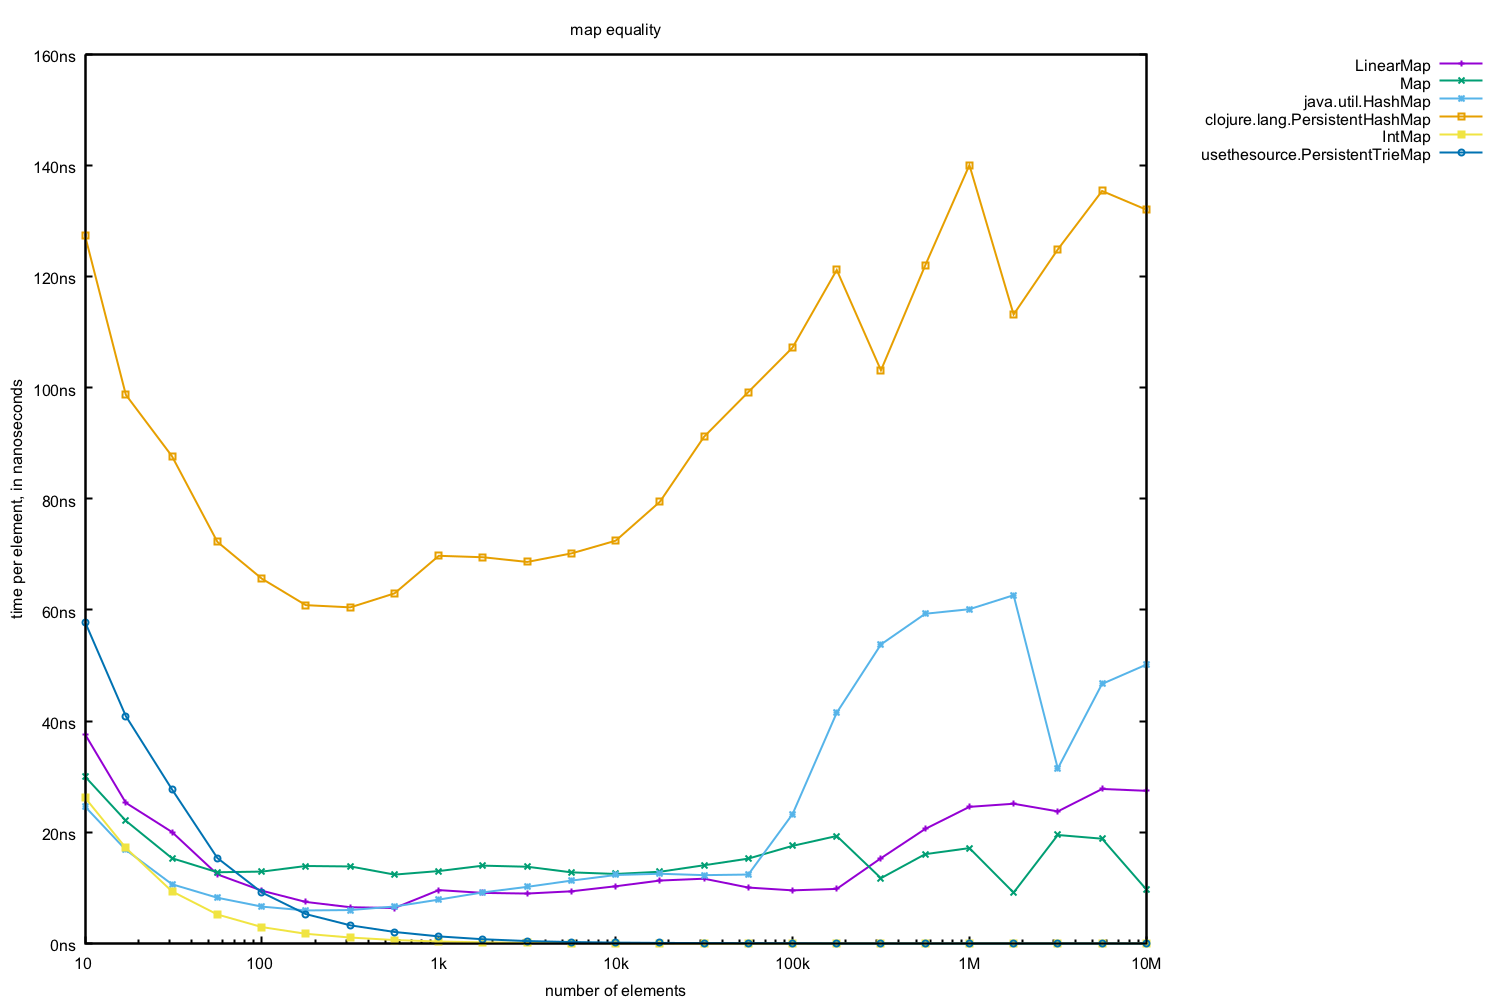 map equality
160ns
140ns
120ns
100ns
80ns
60ns
40ns
20ns
0ns
time per element, in nanoseconds
10
100
1k
10k
100k
1M
10M
number of elements
LinearMap
Map
java.util.HashMap
clojure.lang.PersistentHashMap
IntMap
usethesource.PersistentTrieMap